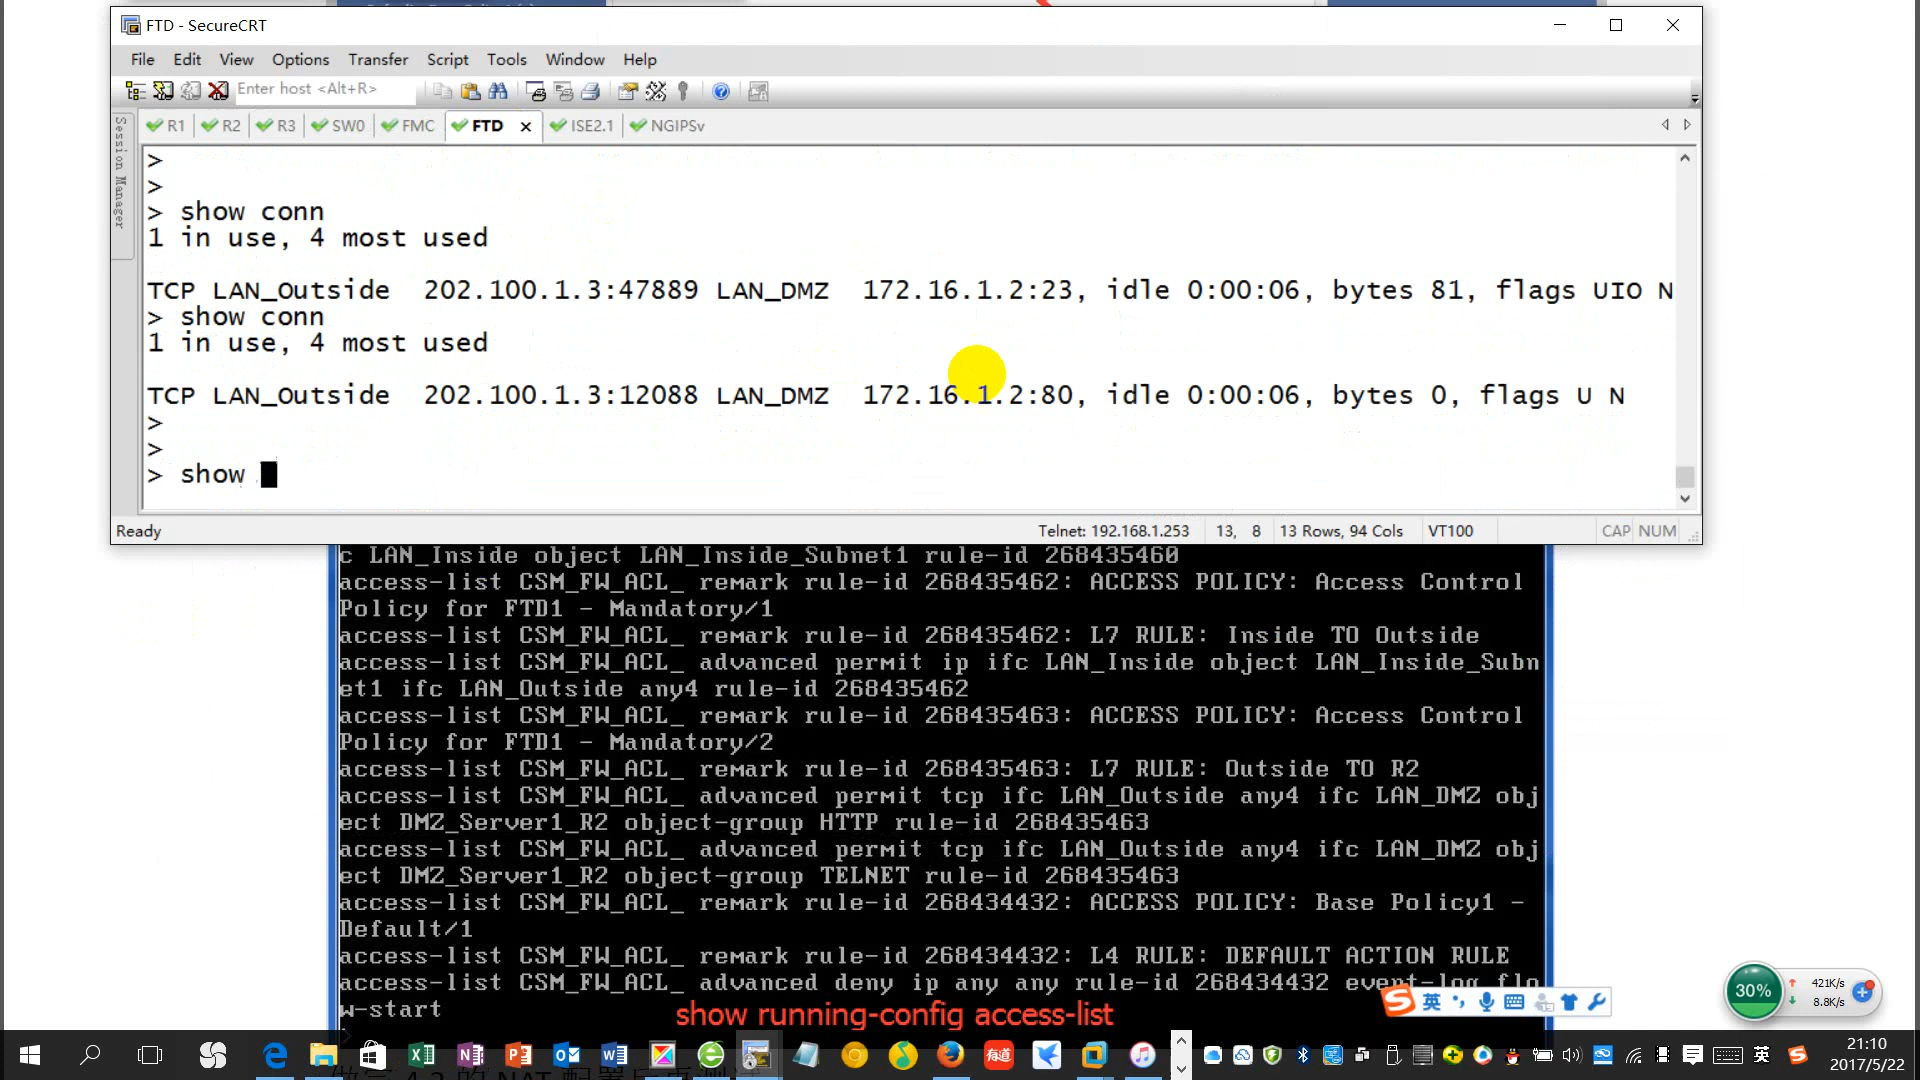 FTD - SecureCRT
File Edit View Options Transfer Script Tools Window Help
Enter host <Alt+R>
R1 R2 R3 SW0 FMC FTD ISE2.1 NGIPSv
Session Manager
>
>
> show conn
1 in use, 4 most used
TCP LAN_Outside 202.100.1.3:47889 LAN_DMZ 172.16.1.2:23, idle 0:00:06, bytes 81, flags UIO N
> show conn
1 in use, 4 most used
TCP LAN_Outside 202.100.1.3:12088 LAN_DMZ 172.16.1.2:80, idle 0:00:06, bytes 0, flags U N
>
>
> show
Ready Telnet: 192.168.1.253 13, 8 13 Rows, 94 Cols VT100 CAP NUM
c LAN_Inside object LAN_Inside_Subnet1 rule-id 268435460
access-list CSM_FW_ACL_ remark rule-id 268435462: ACCESS POLICY: Access Control
Policy for FTD1 - Mandatory/1
access-list CSM_FW_ACL_ remark rule-id 268435462: L7 RULE: Inside TO Outside
access-list CSM_FW_ACL_ advanced permit ip ifc LAN_Inside object LAN_Inside_Subn
et1 ifc LAN_Outside any4 rule-id 268435462
access-list CSM_FW_ACL_ remark rule-id 268435463: ACCESS POLICY: Access Control
Policy for FTD1 - Mandatory/2
access-list CSM_FW_ACL_ remark rule-id 268435463: L7 RULE: Outside TO R2
access-list CSM_FW_ACL_ advanced permit tcp ifc LAN_Outside any4 ifc LAN_DMZ obj
ect DMZ_Server1_R2 object-group HTTP rule-id 268435463
access-list CSM_FW_ACL_ advanced permit tcp ifc LAN_Outside any4 ifc LAN_DMZ obj
ect DMZ_Server1_R2 object-group TELNET rule-id 268435463
access-list CSM_FW_ACL_ remark rule-id 268434432: ACCESS POLICY: Base Policy1 -
Default/1
access-list CSM_FW_ACL_ remark rule-id 268434432: L4 RULE: DEFAULT ACTION RULE
access-list CSM_FW_ACL_ advanced deny ip any any rule-id 268434432 event-log flo
w-start
show running-config access-list
英
30% 421K/s
8.8K/s
有道
英
21:10
2017/5/22